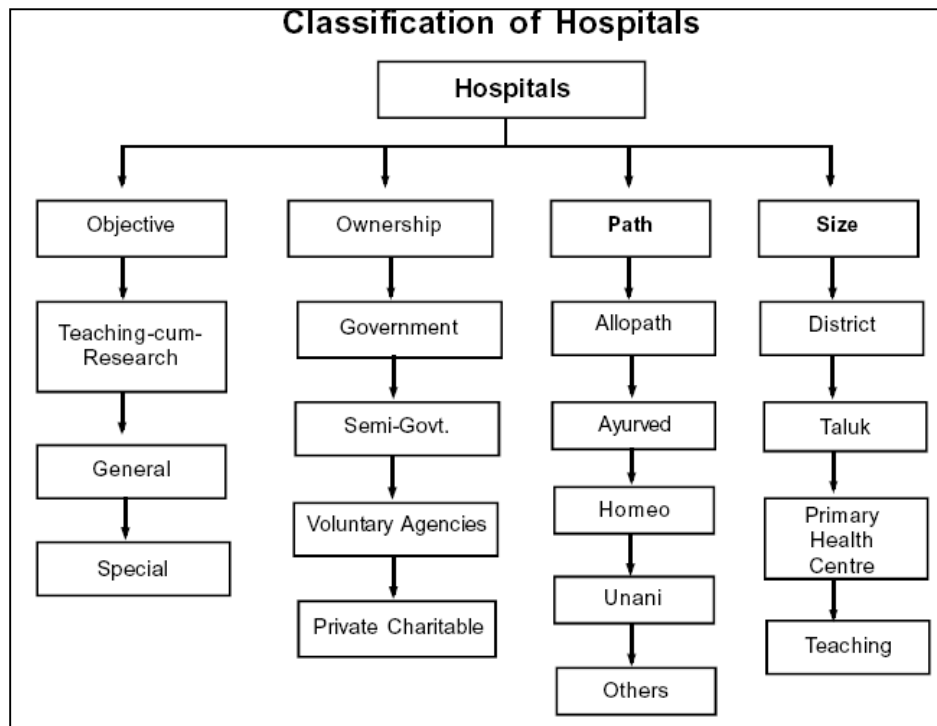 Classification of Hospitals
Hospitals
Objective
Ownership
Path
Size
Teaching-cum-
Research
Government
Allopath
District
General
Semi-Govt.
Ayurved
Taluk
Special
Voluntary Agencies
Homeo
Primary
Health
Centre
Private Charitable
Unani
Teaching
Others